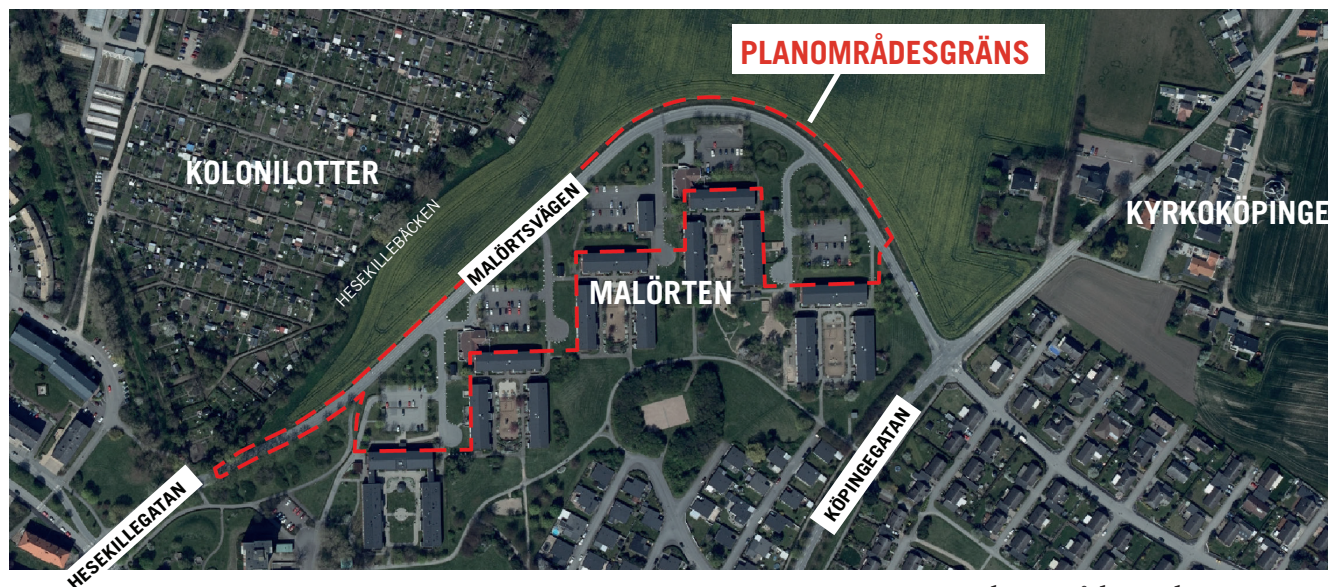 PLANOMRÅDESGRÄNS
KOLONILOTTER
KYRKOKÖPINGE
HESEKILLEBÄCKEN
MALÖRTSVÄGEN
MALÖRTEN
KÖPINGEGATAN
HESEKILLEGATAN